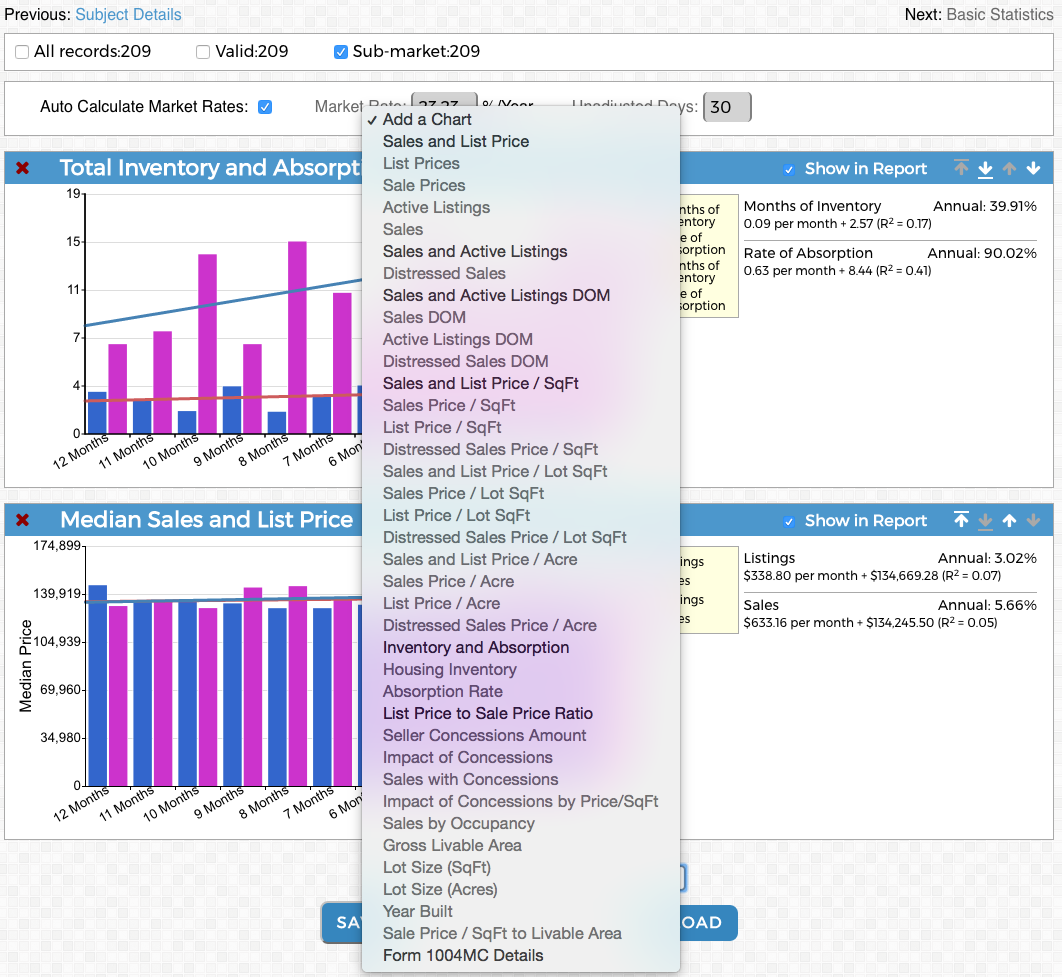 Previous: Subject Details
Next: Basic Statistics
All records:209
Valid:209
Sub-market:209
Auto Calculate Market Rates:
Market Rate: 23.23 %/Year
Unadjusted Days: 30
✓ Add a Chart
Sales and List Price
List Prices
Sale Prices
Active Listings
Sales
Sales and Active Listings
Distressed Sales
Sales and Active Listings DOM
Sales DOM
Active Listings DOM
Distressed Sales DOM
Sales and List Price / SqFt
Sales Price / SqFt
List Price / SqFt
Distressed Sales Price / SqFt
Sales and List Price / Lot SqFt
Sales Price / Lot SqFt
List Price / Lot SqFt
Distressed Sales Price / Lot SqFt
Sales and List Price / Acre
Sales Price / Acre
List Price / Acre
Distressed Sales Price / Acre
Inventory and Absorption
Housing Inventory
Absorption Rate
List Price to Sale Price Ratio
Seller Concessions Amount
Impact of Concessions
Sales with Concessions
Impact of Concessions by Price/SqFt
Sales by Occupancy
Gross Livable Area
Lot Size (SqFt)
Lot Size (Acres)
Year Built
Sale Price / SqFt to Livable Area
Form 1004MC Details
Total Inventory and Absorpti
Show in Report
19
15
11
7
4
0
12 Months
11 Months
10 Months
9 Months
8 Months
7 Months
6 Mon
nths of
entory
e of
sorption
nths of
entory
e of
sorption
Months of Inventory
Annual: 39.91%
0.09 per month + 2.57 (R² = 0.17)
Rate of Absorption
Annual: 90.02%
0.63 per month + 8.44 (R² = 0.41)
Median Sales and List Price
Show in Report
Median Price
174,899
139,919
104,939
69,960
34,980
0
12 Months
11 Months
10 Months
9 Months
8 Months
7 Months
6 Mon
ings
es
ings
es
Listings
Annual: 3.02%
$338.80 per month + $134,669.28 (R² = 0.07)
Sales
Annual: 5.66%
$633.16 per month + $134,245.50 (R² = 0.05)
SA
OAD